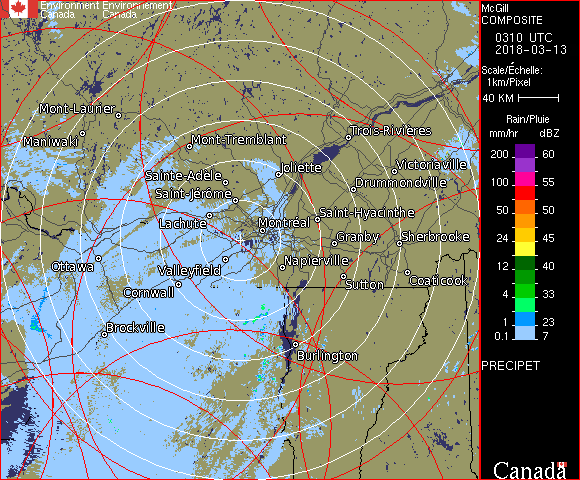 Environment Environnement
Canada Canada
McGill
COMPOSITE
0310 UTC
2018-03-13
Scale/Échelle:
1km/Pixel
40 KM
Rain/Pluie
mm/hr dBZ
200 60
100 55
50 50
24 45
12 40
4 33
1 23
0.1 7
PRECIPET
Canada
Mont-Laurier
Maniwaki
Mont-Tremblant
Trois-Rivières
Joliette
Victoriaville
Sainte-Adèle
Drummondville
Saint-Jérôme
Saint-Hyacinthe
Lachute
Montréal
Granby
Sherbrooke
Ottawa
Valleyfield
Napierville
Cornwall
Sutton
Coaticook
Brockville
Burlington